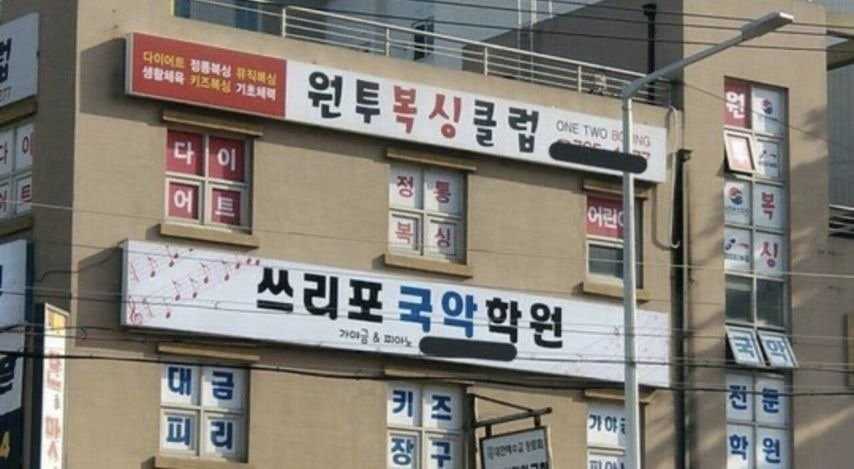 다이어트 정통복싱 뮤직복싱
생활체육 키즈복싱 기초체력
원투복싱클럽
ONE TWO BOXING
다이
어트
정통
복싱
어린이
원
투
복
싱
쓰리포국악학원
가야금 & 피아노
대금
피리
키즈
장구
가야금
국악
전문
학원